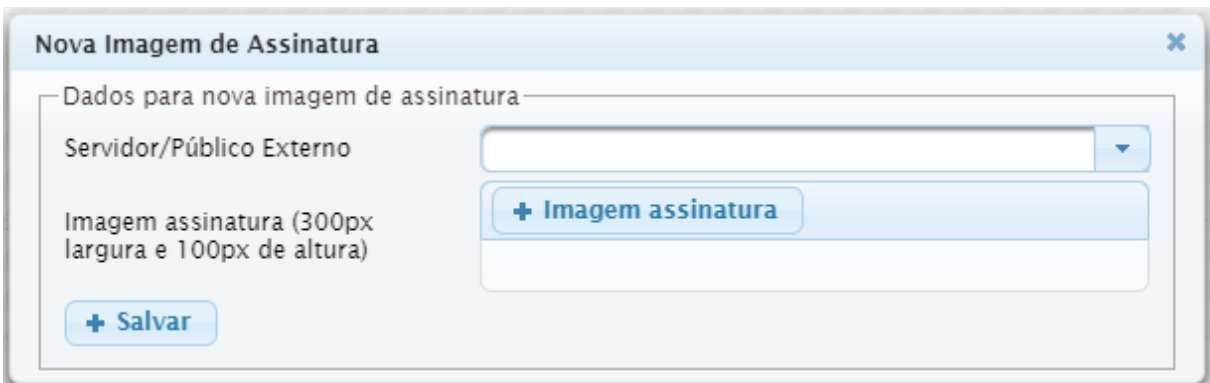 Nova Imagem de Assinatura
Dados para nova imagem de assinatura
Servidor/Público Externo
Imagem assinatura (300px
largura e 100px de altura)
+ Imagem assinatura
+ Salvar